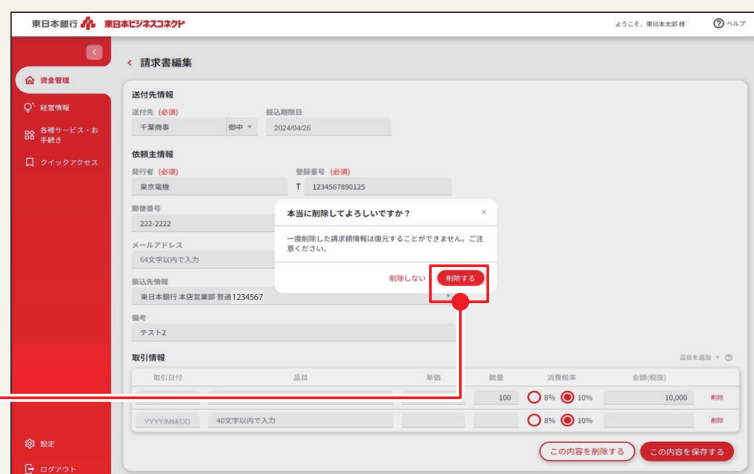 東日本銀行 東日本ビジネスコネクト
ようこそ、東日本太郎 様 ヘルプ
資金管理
経営情報
各種サービス・お
手続き
クイックアクセス
設定
ログアウト
請求書編集
送付先情報
送付先 (必須) 振込期限日
千葉商事 御中 2024/04/26
依頼主情報
発行者 (必須) 登録番号 (必須)
東京電機 T 1234567890125
郵便番号
222-2222
メールアドレス
64文字以内で入力
振込先情報
東日本銀行 本店営業部 普通 1234567
備考
テスト2
本当に削除してよろしいですか? ×
一度削除した請求額情報は復元することができません。ご注
意ください。
削除しない 削除する
取引情報 品目を追加 +
取引日付 品目 単価 数量 消費税率 金額(税抜)
100 8% 10% 10,000 削除
YYYY/MM/DD 40文字以内で入力 8% 10% 削除
この内容を削除する この内容を保存する